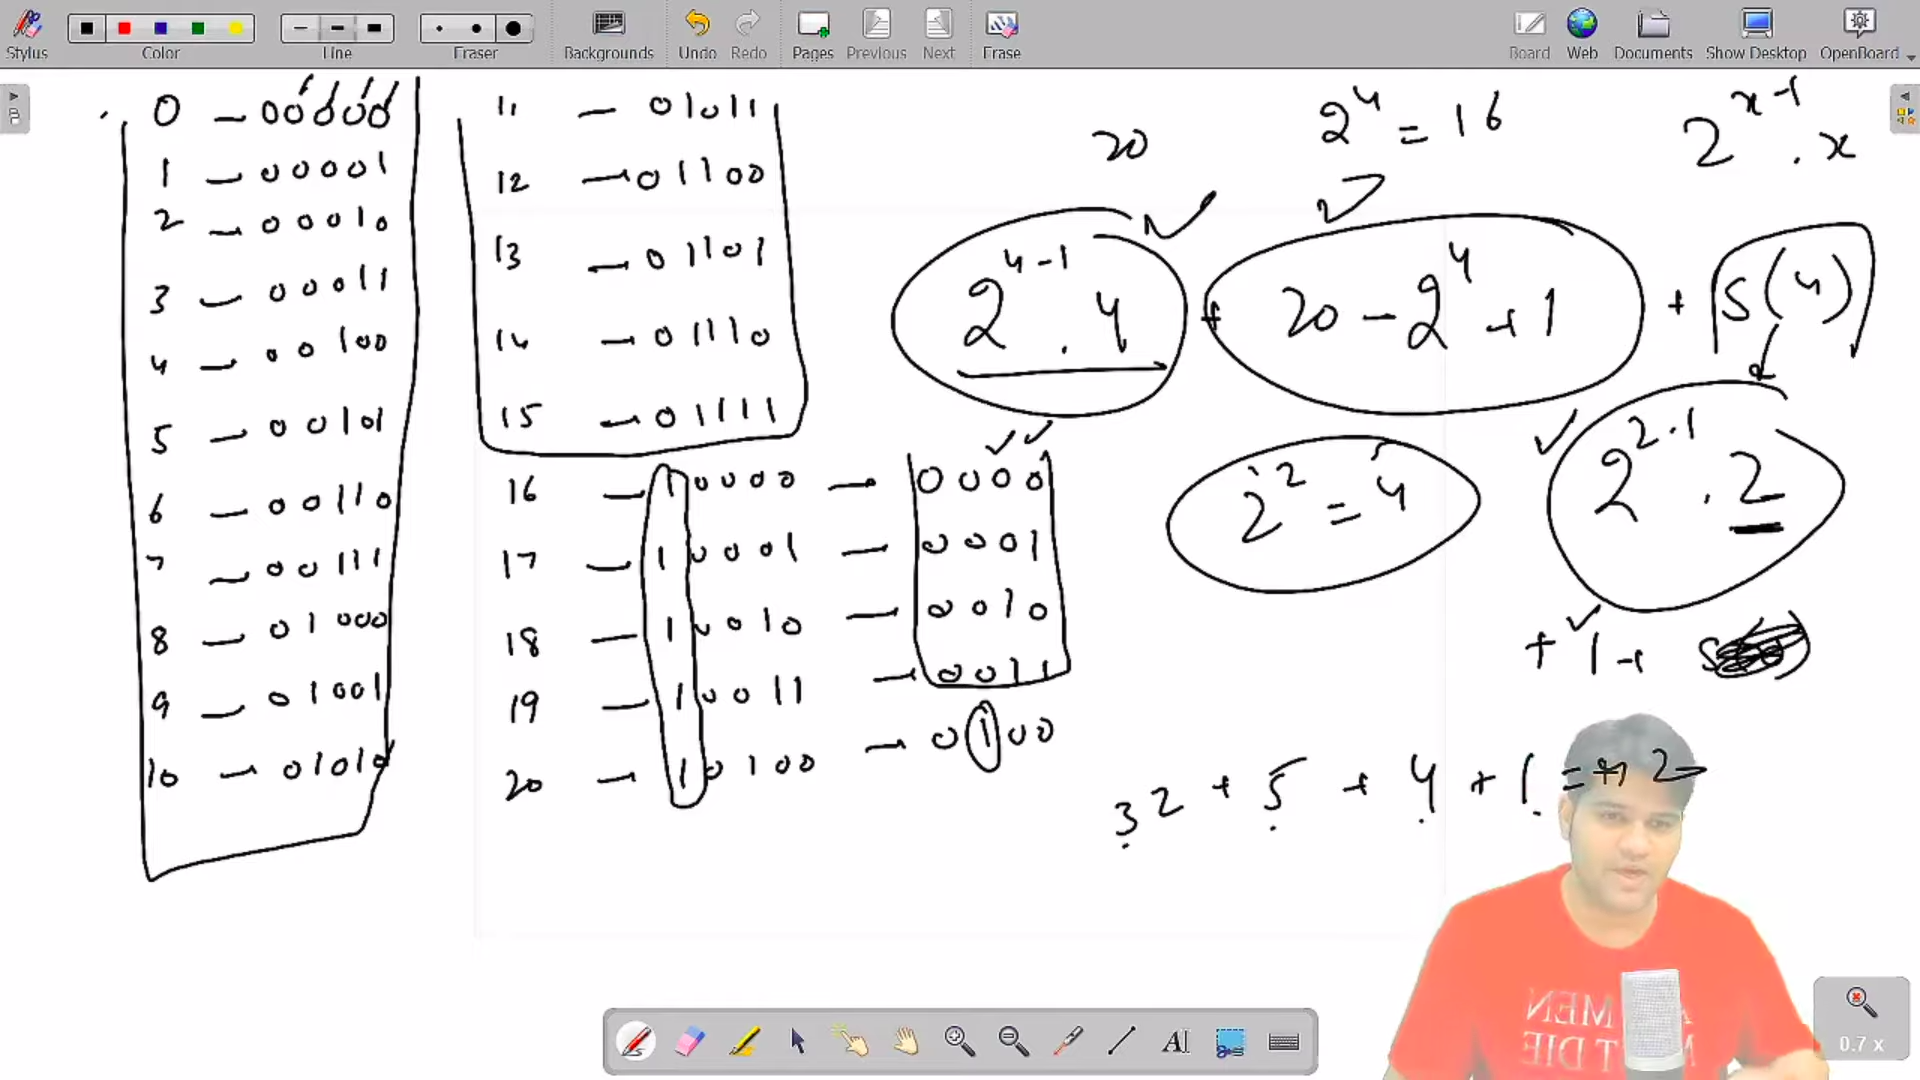 Stylus Color Line Eraser Backgrounds Undo Redo Pages Previous Next Erase Board Web Documents Show Desktop OpenBoard
0 - 00000
1 - 00001
2 - 00010
3 - 00011
4 - 00100
5 - 00101
6 - 00110
7 - 00111
8 - 01000
9 - 01001
10 - 01010
11 - 01011
12 - 01100
13 - 01101
14 - 01110
15 - 01111
16 - 10000 - 0000
17 - 10001 - 0001
18 - 10010 - 0010
19 - 10011 - 0011
20 - 10100 - 0100
20
2^4 = 16
2^(x-1) . x
2^(4-1) . 4 + 20 - 2^4 + 1 + S(4)
2^2 = 4
2^(2-1) . 2
+ 1 +
32 + 5 + 4 + 1 =
MEN
T DIE
0.7 x